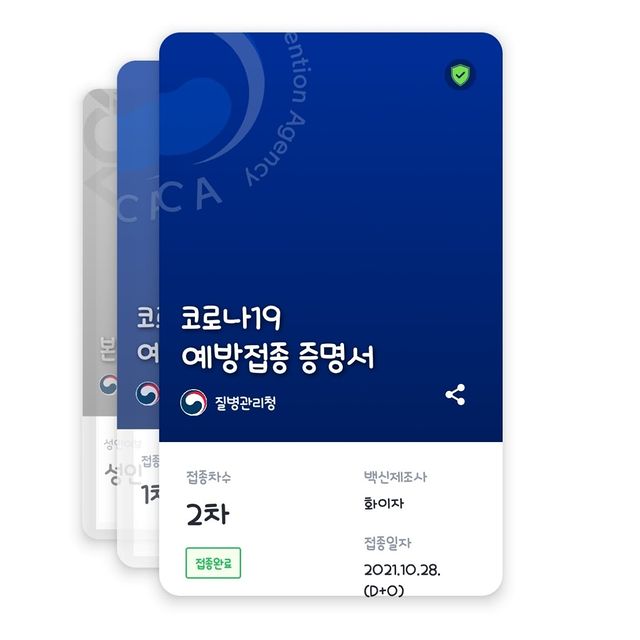 ention Agency
CA
CA
본
코로
예
코로나19
예방접종 증명서
질병관리청
성인여부
성인
접종
1차
접종차수
2차
접종완료
백신제조사
화이자
접종일자
2021.10.28.
(D+0)